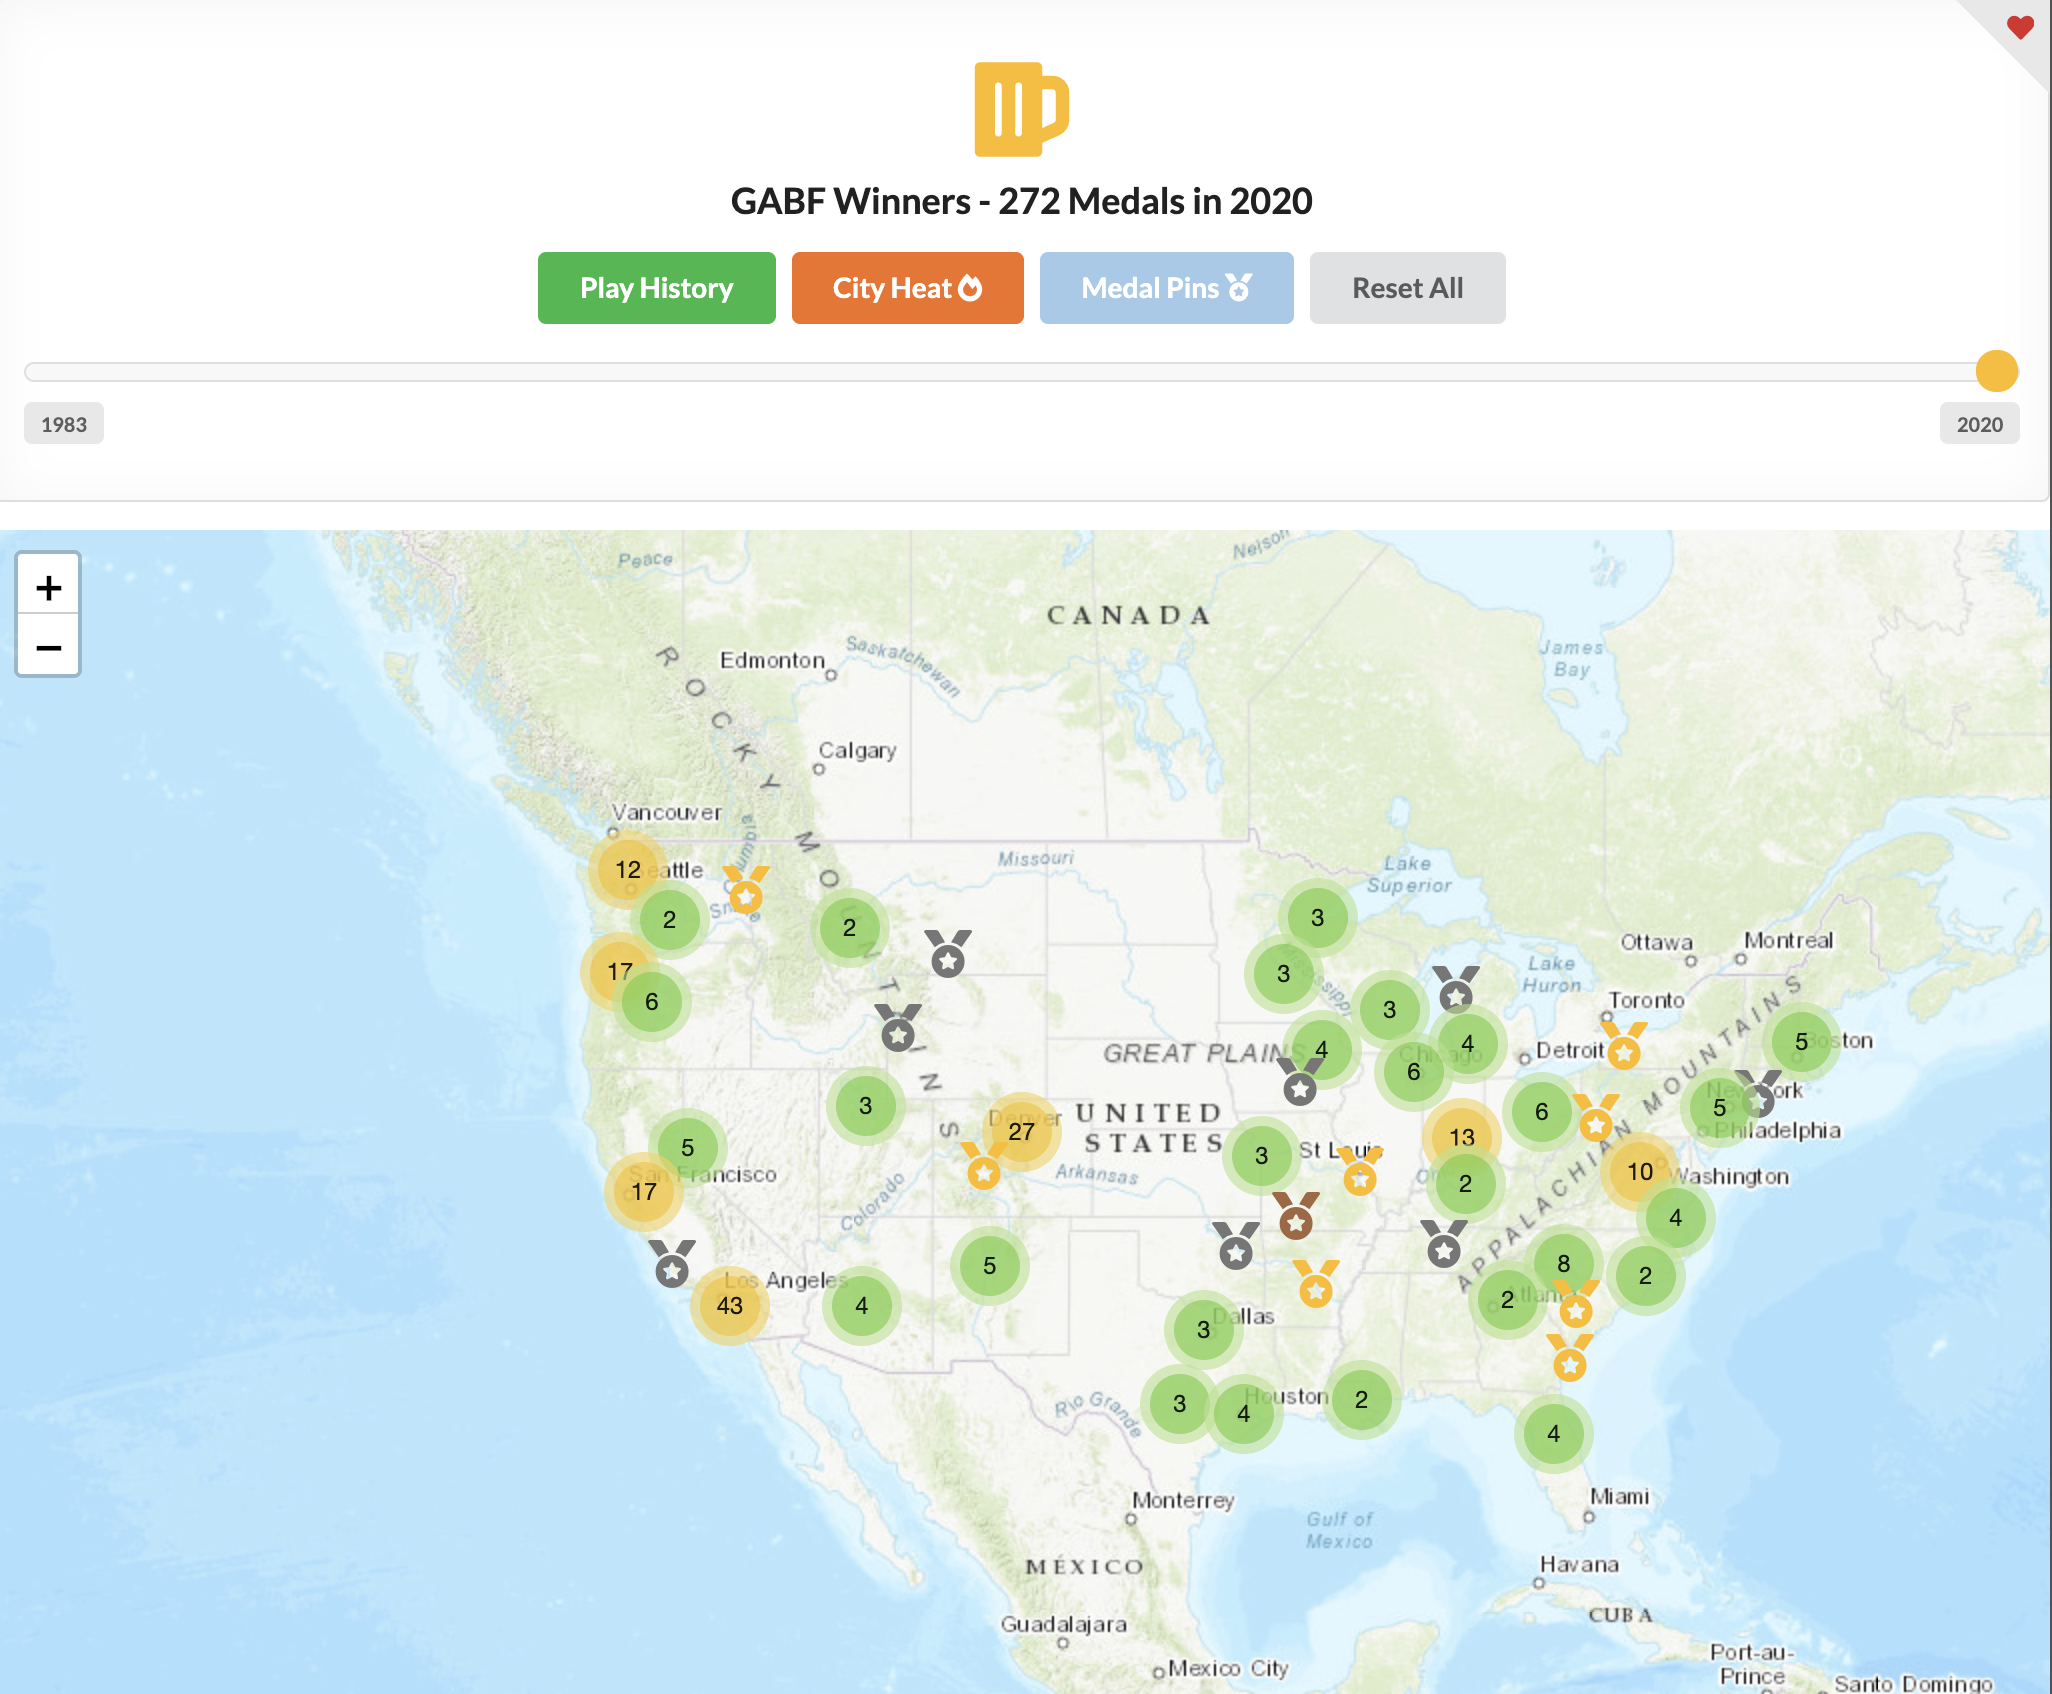 GABF Winners - 272 Medals in 2020
Play History
City Heat
Medal Pins
Reset All
1983
2020
+
−
Peace
Nelson
CANADA
ROCKY MOUNTAINS
Edmonton
Saskatchewan
James
Bay
Calgary
Vancouver
Missouri
12
Lake
Superior
2
2
3
Ottawa
Montreal
17
3
Lake
Huron
6
3
Toronto
GREAT PLAINS
4
4
Detroit
5
6
3
UNITED
STATES
27
6
5
Philadelphia
APPALACHIAN MOUNTAINS
5
San Francisco
3
St Louis
13
10
Washington
17
Arkansas
2
Colorado
4
Los Angeles
5
8
2
43
4
2
Dallas
3
3
4
Houston
2
Rio Grande
4
Monterrey
Miami
Gulf of
Mexico
MÉXICO
Havana
CUBA
Guadalajara
Mexico City
Port-au-
Prince
Santo Domingo